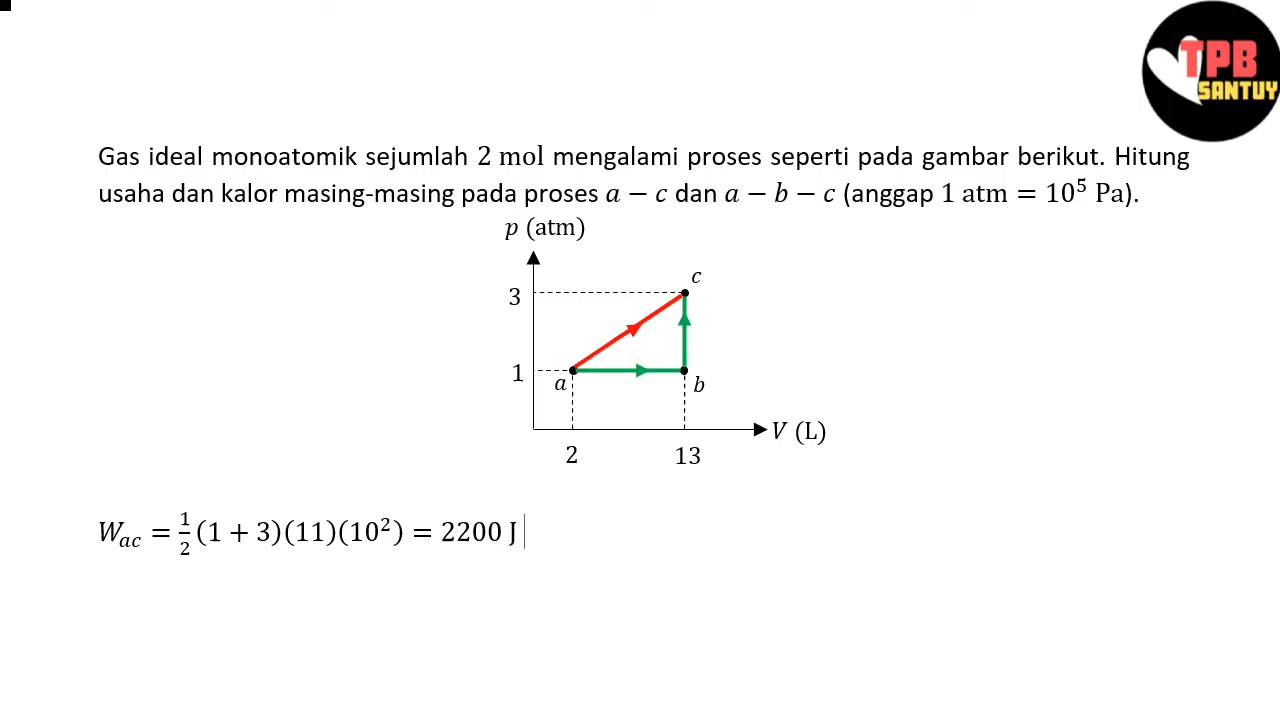 TPB
SANTUY
Gas ideal monoatomik sejumlah 2 mol mengalami proses seperti pada gambar berikut. Hitung
usaha dan kalor masing-masing pada proses a − c dan a − b − c (anggap 1 atm = 10⁵ Pa).
p (atm)
c
3
1
a
b
V (L)
2
13
W_ac = ½(1 + 3)(11)(10²) = 2200 J